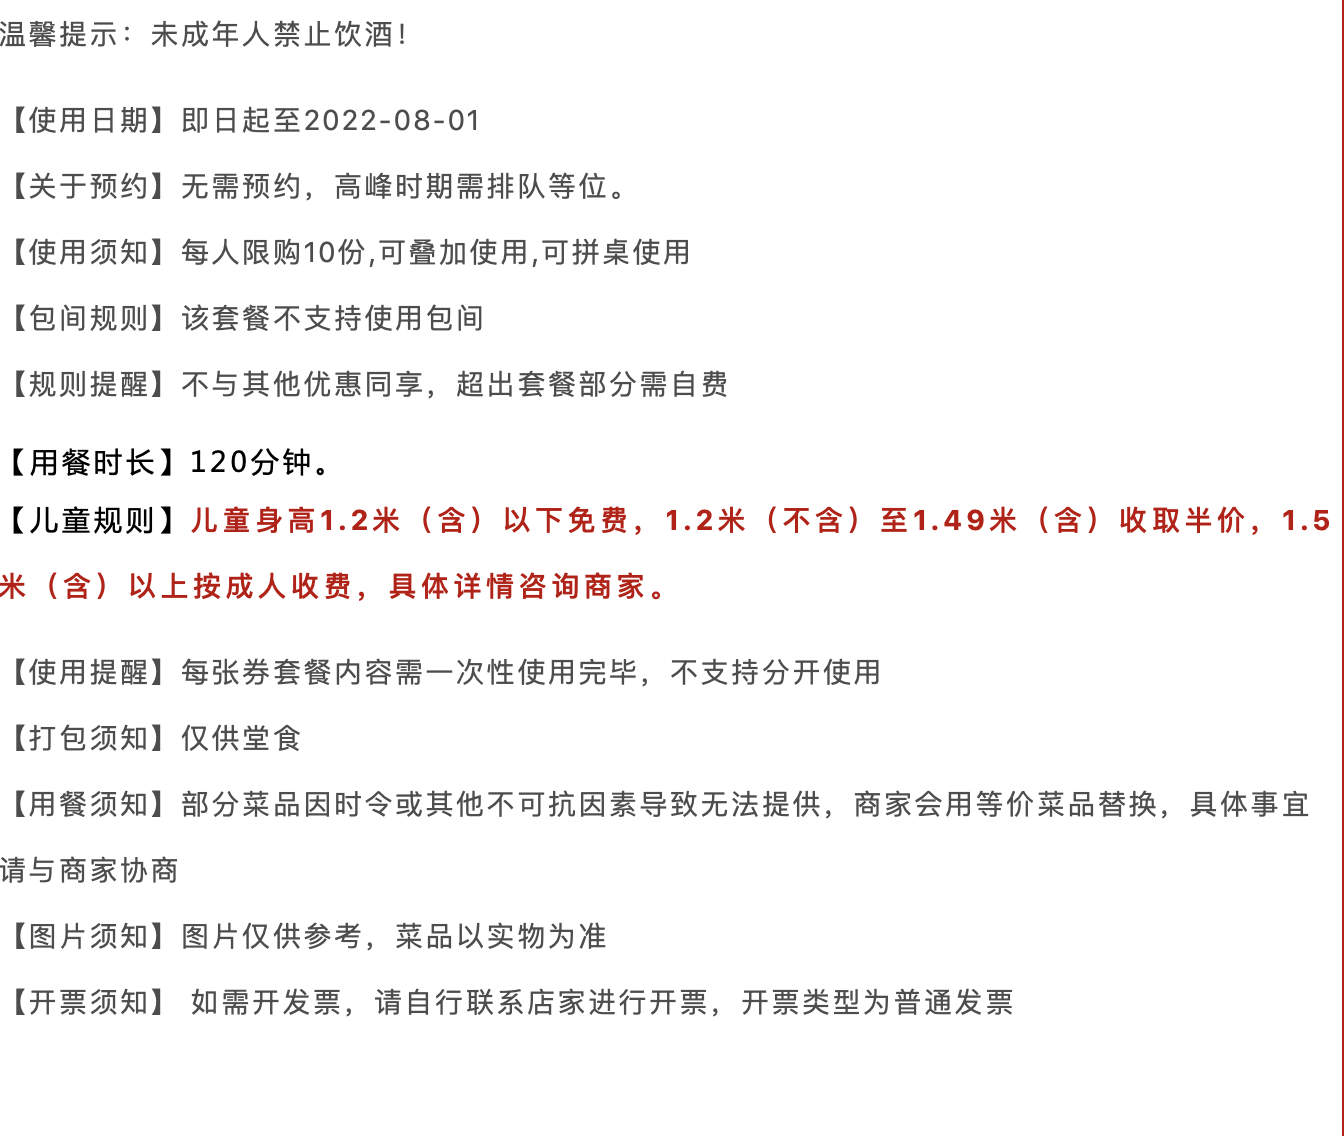 温馨提示：未成年人禁止饮酒！
【使用日期】即日起至2022-08-01
【关于预约】无需预约，高峰时期需排队等位。
【使用须知】每人限购10份,可叠加使用,可拼桌使用
【包间规则】该套餐不支持使用包间
【规则提醒】不与其他优惠同享，超出套餐部分需自费
【用餐时长】120分钟。
【儿童规则】儿童身高1.2米（含）以下免费，1.2米（不含）至1.49米（含）收取半价，1.5
米（含）以上按成人收费，具体详情咨询商家。
【使用提醒】每张券套餐内容需一次性使用完毕，不支持分开使用
【打包须知】仅供堂食
【用餐须知】部分菜品因时令或其他不可抗因素导致无法提供，商家会用等价菜品替换，具体事宜
请与商家协商
【图片须知】图片仅供参考，菜品以实物为准
【开票须知】 如需开发票，请自行联系店家进行开票，开票类型为普通发票